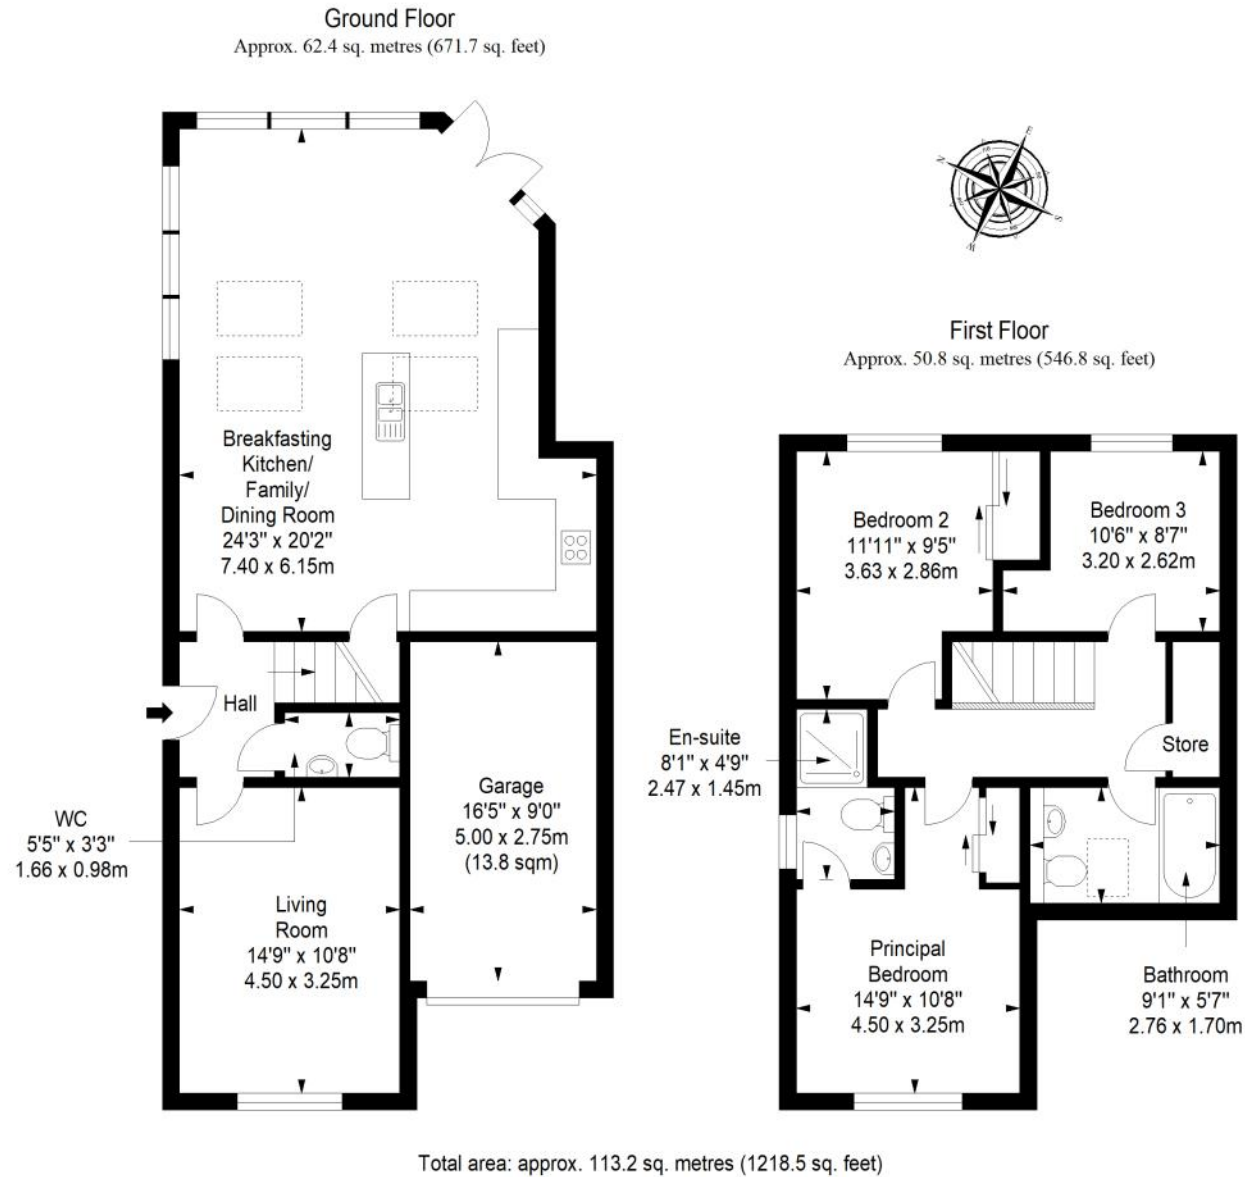 Ground Floor
Approx. 62.4 sq. metres (671.7 sq. feet)
Breakfasting
Kitchen/
Family/
Dining Room
24'3" x 20'2"
7.40 x 6.15m
Hall
WC
5'5" x 3'3"
1.66 x 0.98m
Garage
16'5" x 9'0"
5.00 x 2.75m
(13.8 sqm)
Living
Room
14'9" x 10'8"
4.50 x 3.25m
N
E
S
W
First Floor
Approx. 50.8 sq. metres (546.8 sq. feet)
Bedroom 2
11'11" x 9'5"
3.63 x 2.86m
Bedroom 3
10'6" x 8'7"
3.20 x 2.62m
En-suite
8'1" x 4'9"
2.47 x 1.45m
Store
Principal
Bedroom
14'9" x 10'8"
4.50 x 3.25m
Bathroom
9'1" x 5'7"
2.76 x 1.70m
Total area: approx. 113.2 sq. metres (1218.5 sq. feet)